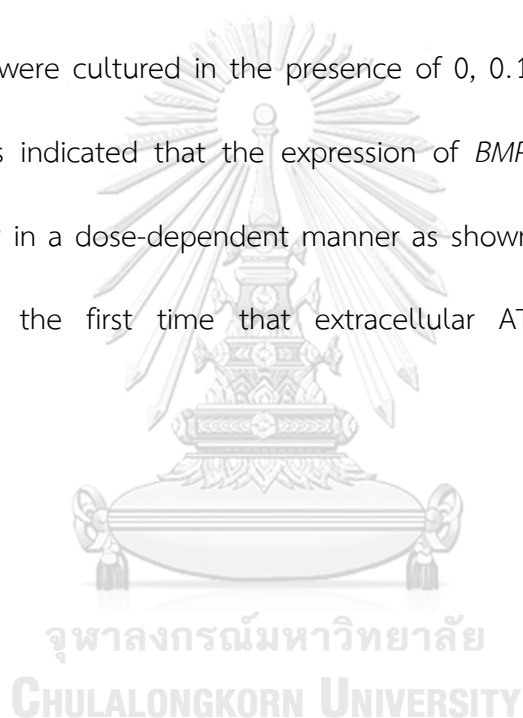 were cultured in the presence of 0, 0.1
s indicated that the expression of BMP
in a dose-dependent manner as shown
the first time that extracellular AT
จุฬาลงกรณ์มหาวิทยาลัย
CHULALONGKORN UNIVERSITY